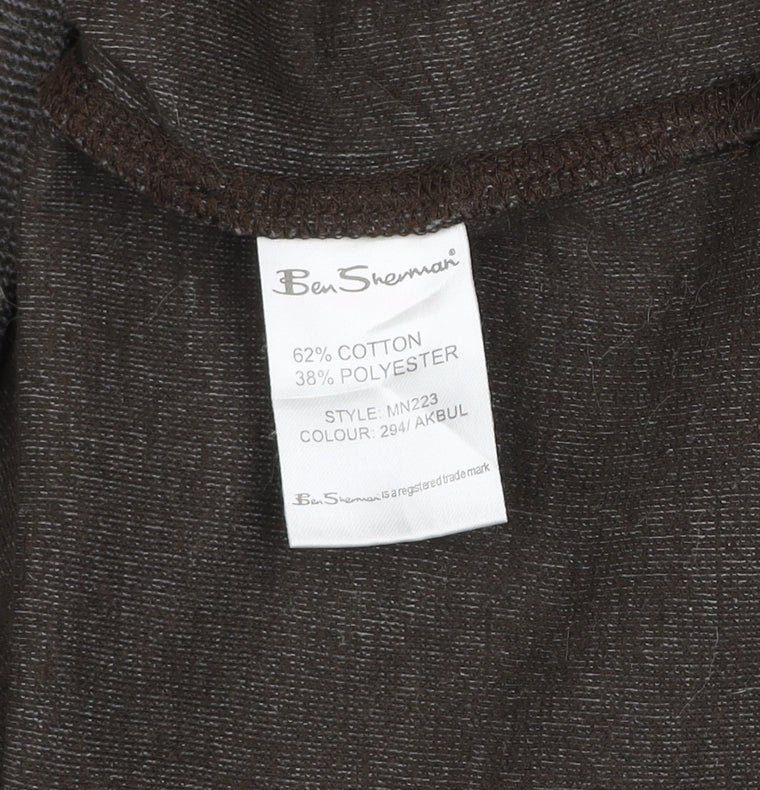 Ben Sherman®
62% COTTON
38% POLYESTER
STYLE: MN223
COLOUR: 294/ AKBUL
Ben Sherman is a registered trade mark